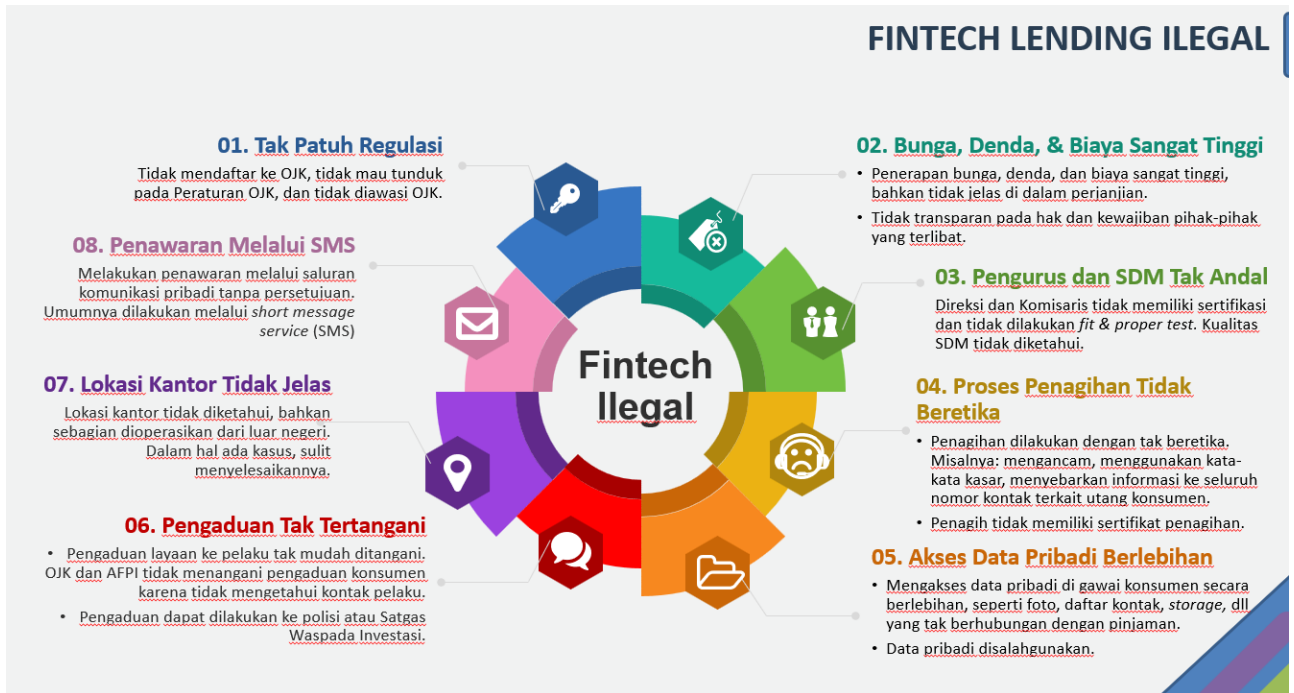 FINTECH LENDING ILEGAL
01. Tak Patuh Regulasi
Tidak mendaftar ke OJK, tidak mau tunduk
pada Peraturan OJK, dan tidak diawasi OJK.
02. Bunga, Denda, & Biaya Sangat Tinggi
• Penerapan bunga, denda, dan biaya sangat tinggi,
bahkan tidak jelas di dalam perjanjian.
• Tidak transparan pada hak dan kewajiban pihak-pihak
yang terlibat.
03. Pengurus dan SDM Tak Andal
Direksi dan Komisaris tidak memiliki sertifikasi
dan tidak dilakukan fit & proper test. Kualitas
SDM tidak diketahui.
04. Proses Penagihan Tidak
Beretika
• Penagihan dilakukan dengan tak beretika.
Misalnya: mengancam, menggunakan kata-
kata kasar, menyebarkan informasi ke seluruh
nomor kontak terkait utang konsumen.
• Penagih tidak memiliki sertifikat penagihan.
05. Akses Data Pribadi Berlebihan
• Mengakses data pribadi di gawai konsumen secara
berlebihan, seperti foto, daftar kontak, storage, dll
yang tak berhubungan dengan pinjaman.
• Data pribadi disalahgunakan.
06. Pengaduan Tak Tertangani
• Pengaduan layaan ke pelaku tak mudah ditangani.
OJK dan AFPI tidak menangani pengaduan konsumen
karena tidak mengetahui kontak pelaku.
• Pengaduan dapat dilakukan ke polisi atau Satgas
Waspada Investasi.
07. Lokasi Kantor Tidak Jelas
Lokasi kantor tidak diketahui, bahkan
sebagian dioperasikan dari luar negeri.
Dalam hal ada kasus, sulit
menyelesaikannya.
08. Penawaran Melalui SMS
Melakukan penawaran melalui saluran
komunikasi pribadi tanpa persetujuan.
Umumnya dilakukan melalui short message
service (SMS)
Fintech
Ilegal